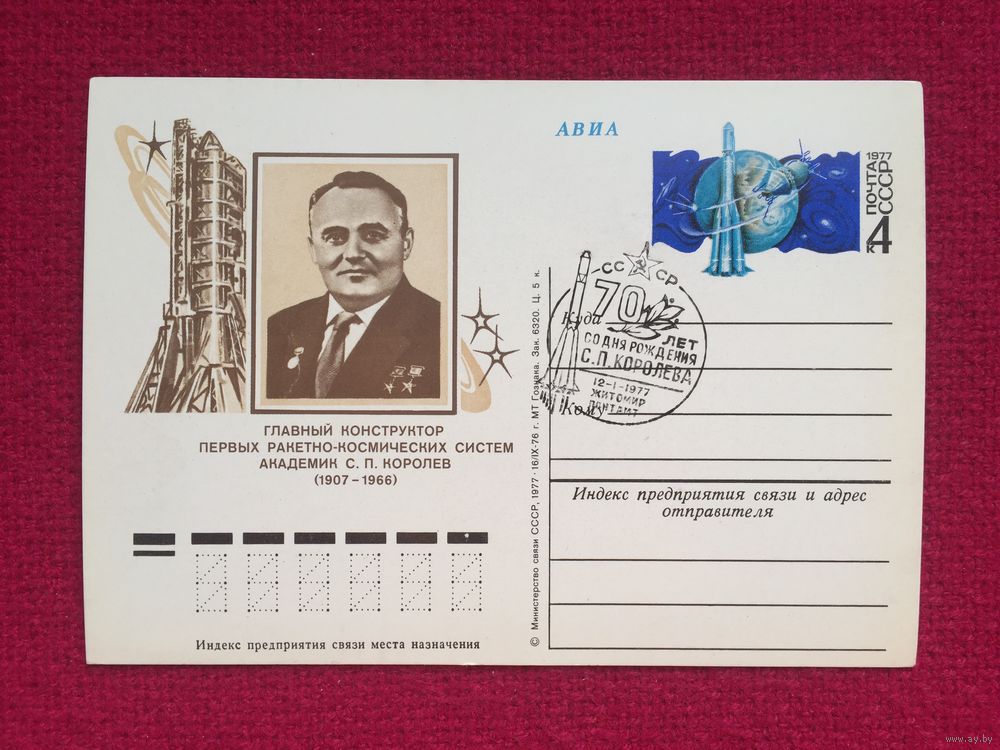 АВИА
1977
ПОЧТА
СССР
4
к
СССР
70
ЛЕТ
СО ДНЯ РОЖДЕНИЯ
С.П.КОРОЛЕВА
12-1-1977
ЖИТОМИР
ПОЧТАМТ
Куда
Кому
ГЛАВНЫЙ КОНСТРУКТОР
ПЕРВЫХ РАКЕТНО-КОСМИЧЕСКИХ СИСТЕМ
АКАДЕМИК С. П. КОРОЛЕВ
(1907–1966)
Индекс предприятия связи и адрес
отправителя
Индекс предприятия связи места назначения
© Министерство связи СССР, 1977 · 16/IX-76 г. МТ Гознака. Зак. 6320. Ц. 5 к.
www.ay.by